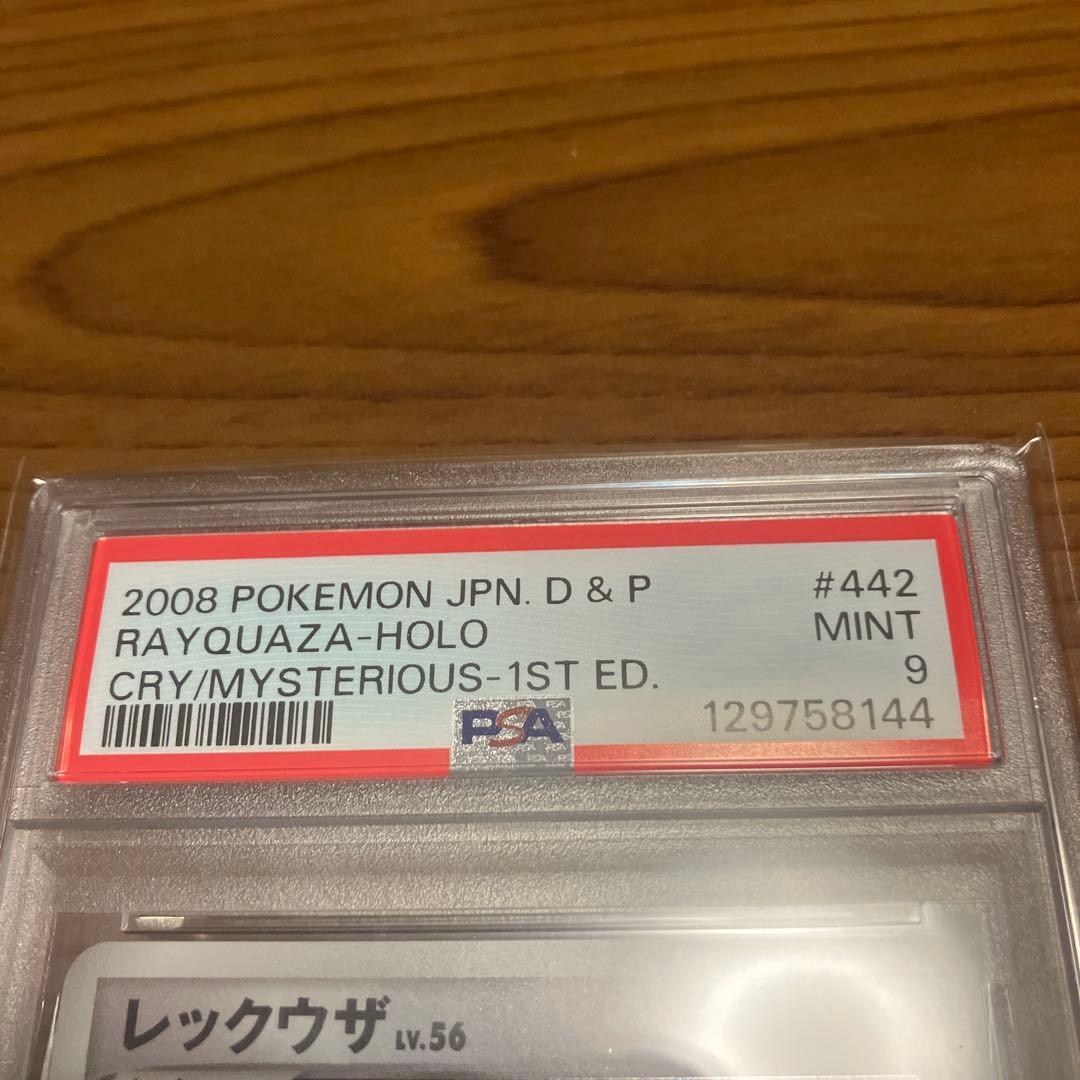 2008 POKEMON JPN. D & P #442
RAYQUAZA-HOLO MINT
CRY/MYSTERIOUS-1ST ED. 9
PSA 129758144
レックウザ LV.56